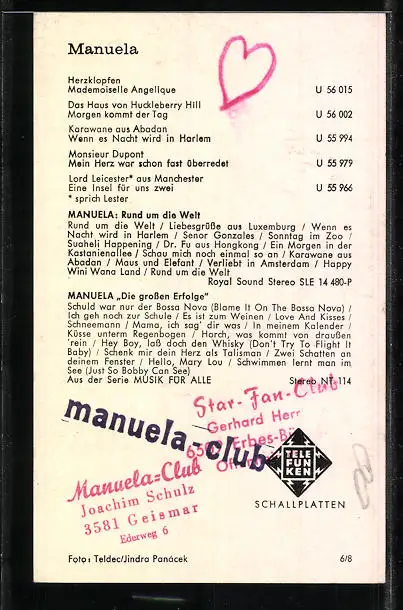 Manuela
Herzklopfen
Mademoiselle Angelique U 56 015
Das Haus von Huckleberry Hill
Morgen kommt der Tag U 56 002
Karawane aus Abadan
Wenn es Nacht wird in Harlem U 55 994
Monsieur Dupont
Mein Herz war schon fast überredet U 55 979
Lord Leicester* aus Manchester
Eine Insel für uns zwei U 55 966
* sprich Lester
MANUELA: Rund um die Welt
Rund um die Welt / Liebesgrüße aus Luxemburg / Wenn es
Nacht wird in Harlem / Senor Gonzales / Sonntag im Zoo /
Suaheli Happening / Dr. Fu aus Hongkong / Ein Morgen in der
Kastanienallee / Schau mich noch einmal so an / Karawane aus
Abadan / Maus und Elefant / Verliebt in Amsterdam / Happy
Wini Wana Land / Rund um die Welt
Royal Sound Stereo SLE 14 480-P
MANUELA „Die großen Erfolge"
Schuld war nur der Bossa Nova (Blame It On The Bossa Nova) /
Ich geh noch zur Schule / Es ist zum Weinen / Love And Kisses /
Schneemann / Mama, ich sag' dir was / In meinem Kalender /
Küsse unterm Regenbogen / Horch, was kommt von draußen
'rein / Hey Boy, laß doch den Whisky (Don't Try To Flight It
Baby) / Schenk mir dein Herz als Talisman / Zwei Schatten an
deinem Fenster / Hello, Mary Lou / Schwimmen lernt man im
See (Just So Bobby Can See)
Aus der Serie MUSIK FÜR ALLE Stereo NT 114
Star-Fan-Club
Gerhard Herr
manuela-club
TELE
FUN
KEN
SCHALLPLATTEN
Manuela=Club
Joachim Schulz
3581 Geismar
Ederweg 6
Foto: Teldec/Jindra Panácek 6/8